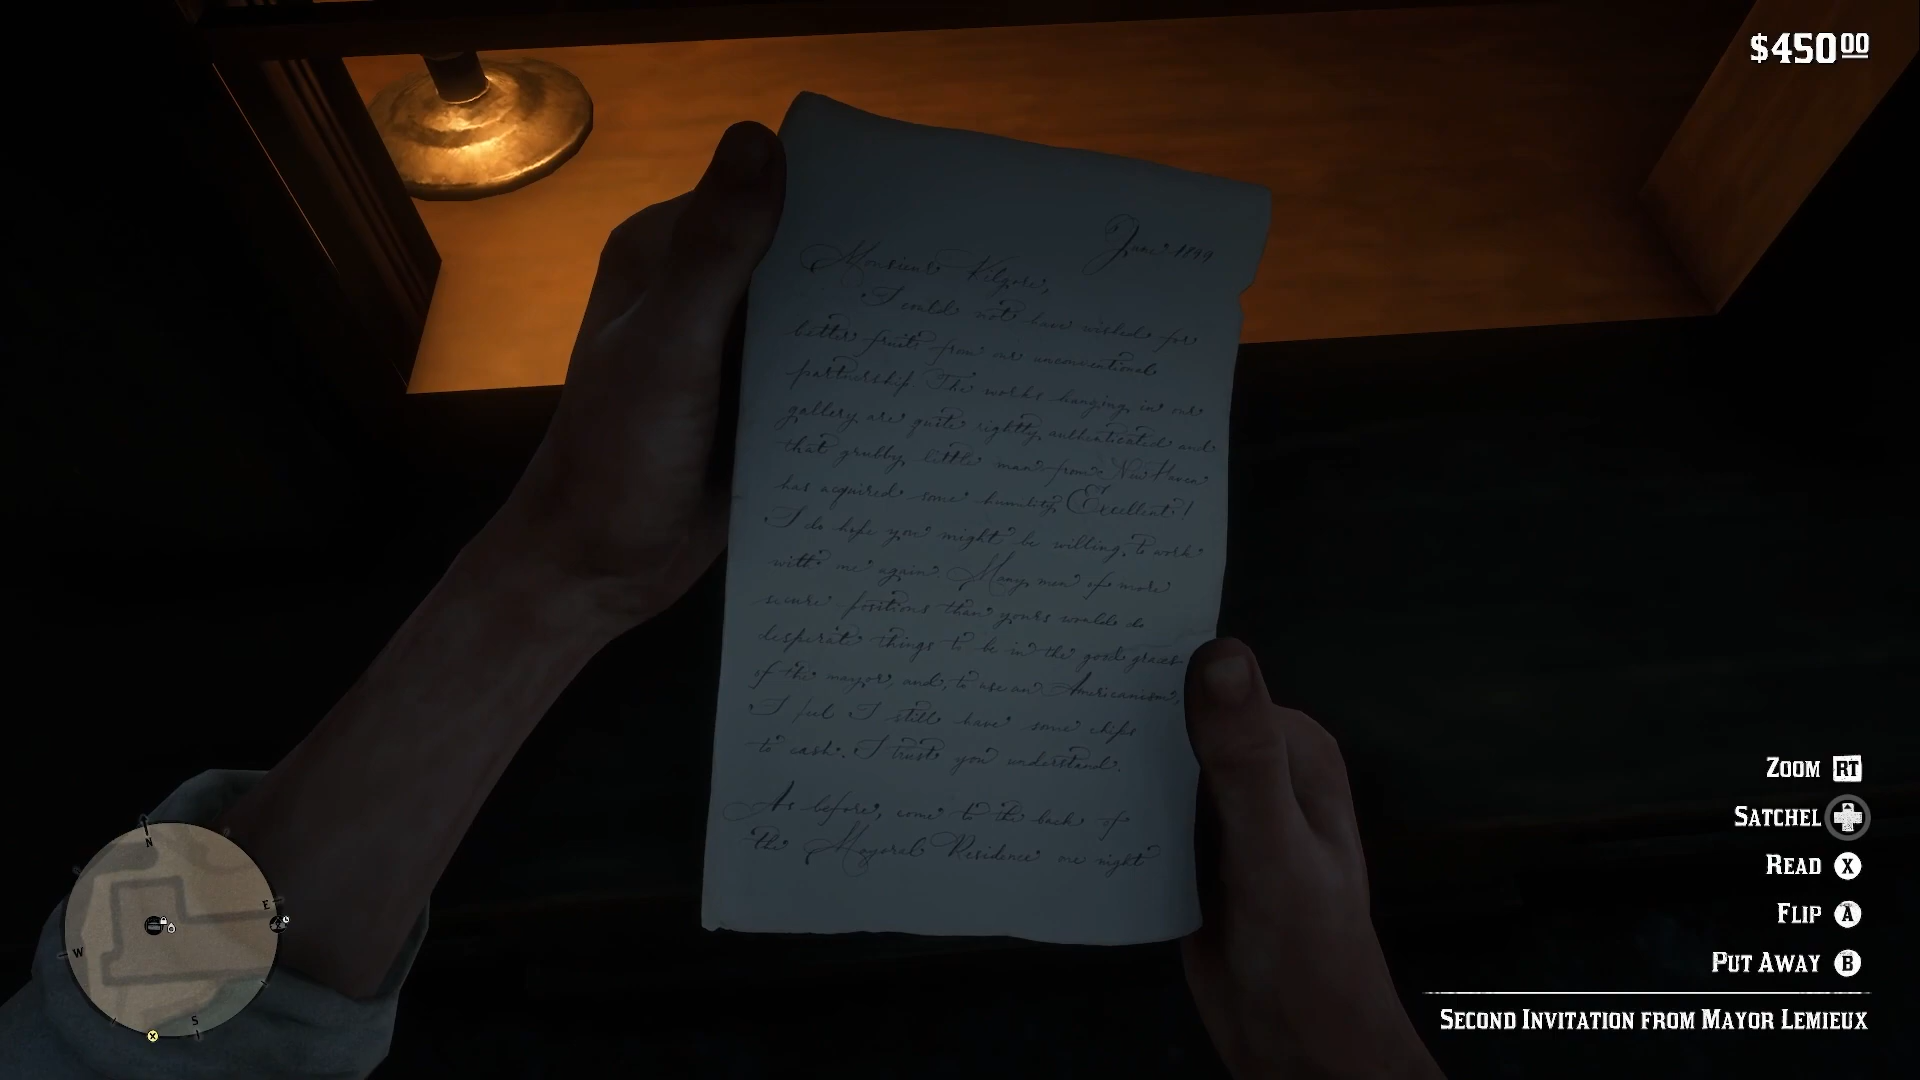 $450 00
June 1899
Monsieur Kilgore,
I could not have wished for
better fruits from our unconventional
partnership. The works hanging in our
gallery are quite rightly authenticated and
that grubby little man from New Haven
has acquired some humility. Excellent!
I do hope you might be willing to work
with me again. Many men of more
secure positions than yours would do
desperate things to be in the good graces
of the mayor, and, to use an Americanism,
I feel I still have some chips
to cash. I trust you understand.
As before, come to the back of
the Mayoral Residence one night
N
E
W
S
X
Zoom RT
Satchel
Read X
Flip A
Put Away B
Second Invitation from Mayor Lemieux